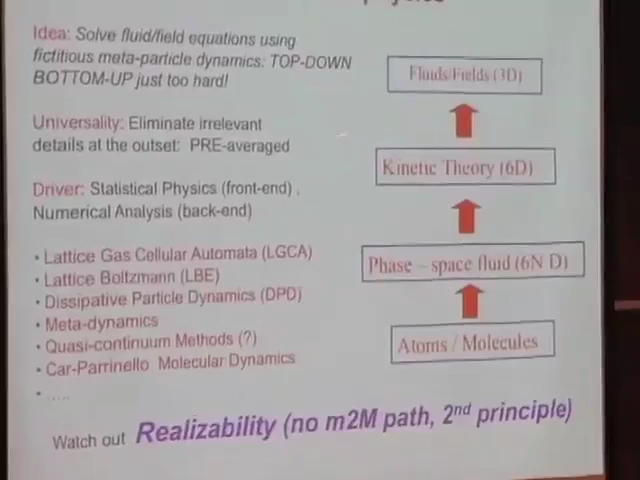 Idea: Solve fluid/field equations using
fictitious meta-particle dynamics: TOP-DOWN
BOTTOM-UP just too hard!
Universality: Eliminate irrelevant
details at the outset: PRE-averaged
Driver: Statistical Physics (front-end) ,
Numerical Analysis (back-end)
• Lattice Gas Cellular Automata (LGCA)
• Lattice Boltzmann (LBE)
• Dissipative Particle Dynamics (DPD)
• Meta-dynamics
• Quasi-continuum Methods (?)
• Car-Parrinello Molecular Dynamics
• .....
Fluids/Fields (3D)
Kinetic Theory (6D)
Phase – space fluid (6N D)
Atoms / Molecules
Watch out Realizability (no m2M path, 2nd principle)